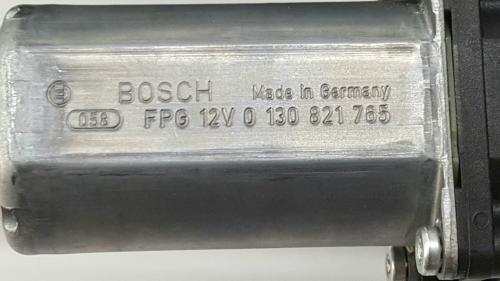 BOSCH Made in Germany
058 FPG 12V 0 130 821 765